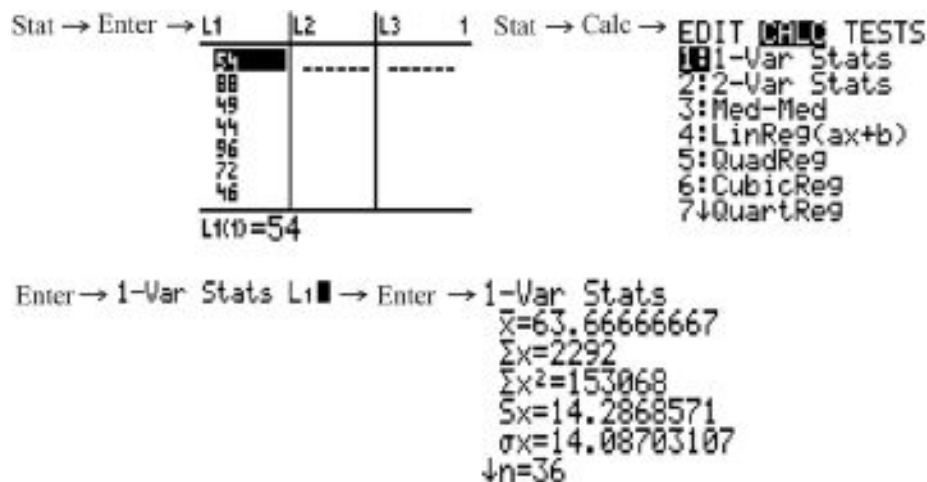 Stat → Enter → L1 L2 L3 1
54 ------ ------
88
49
44
96
72
46
L1(1)=54
Stat → Calc → EDIT CALC TESTS
1:1-Var Stats
2:2-Var Stats
3:Med-Med
4:LinReg(ax+b)
5:QuadReg
6:CubicReg
7↓QuartReg
Enter → 1-Var Stats L1 → Enter → 1-Var Stats
x̄=63.66666667
Σx=2292
Σx²=153068
Sx=14.2868571
σx=14.08703107
↓n=36